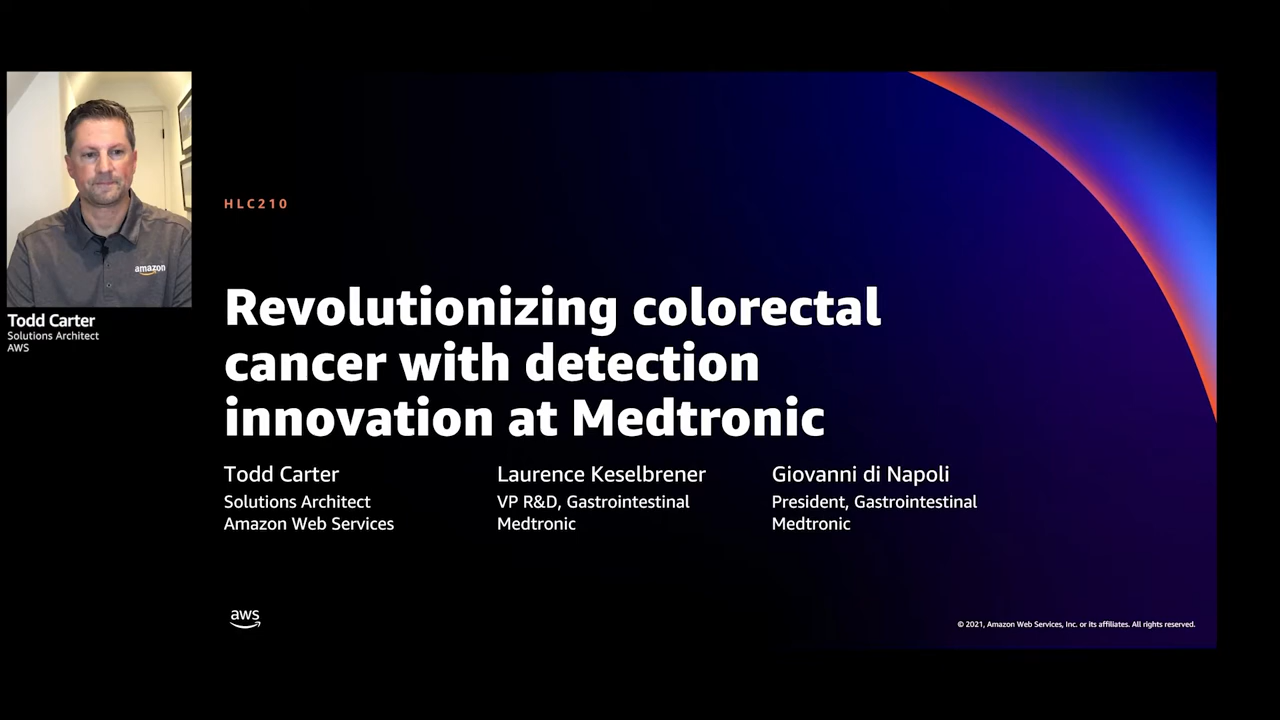 amazon
Todd Carter
Solutions Architect
AWS
HLC210
Revolutionizing colorectal
cancer with detection
innovation at Medtronic
Todd Carter
Solutions Architect
Amazon Web Services
Laurence Keselbrener
VP R&D, Gastrointestinal
Medtronic
Giovanni di Napoli
President, Gastrointestinal
Medtronic
aws
© 2021, Amazon Web Services, Inc. or its affiliates. All rights reserved.